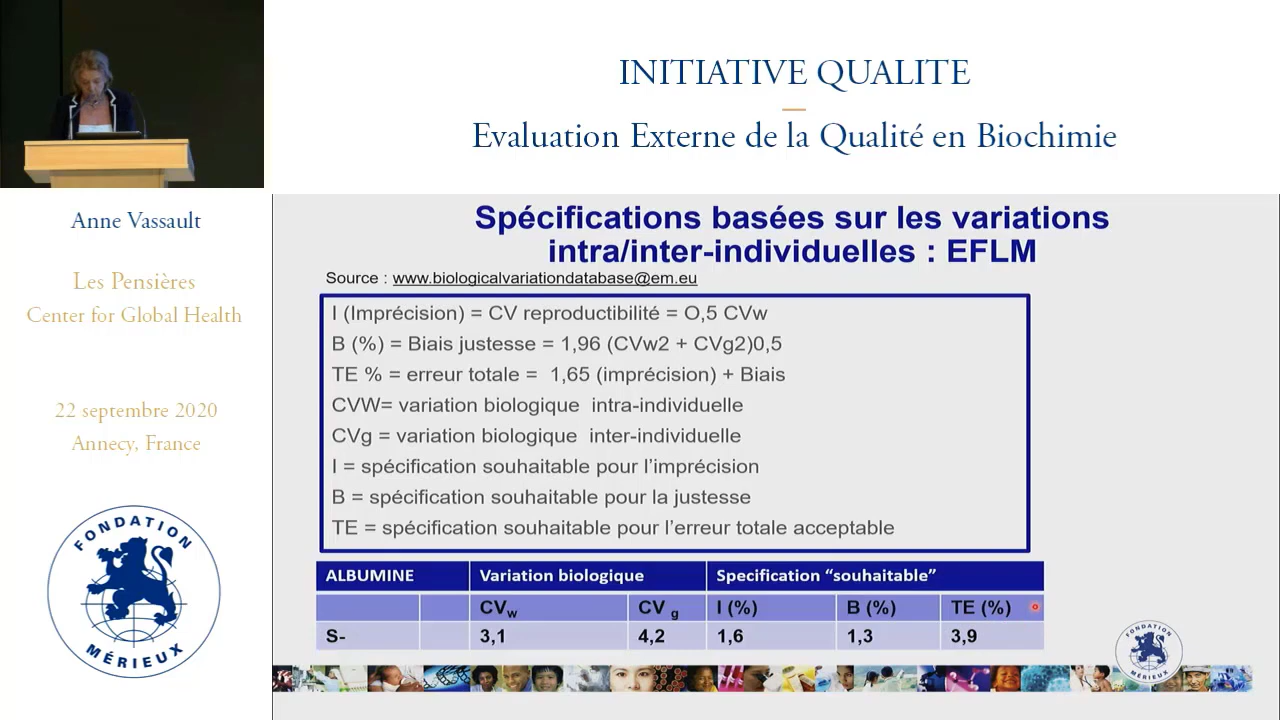 INITIATIVE QUALITE
Evaluation Externe de la Qualité en Biochimie
Anne Vassault
Les Pensières
Center for Global Health
22 septembre 2020
Annecy, France
FONDATION
MÉRIEUX
Spécifications basées sur les variations
intra/inter-individuelles : EFLM
Source : www.biologicalvariationdatabase@em.eu
I (Imprécision) = CV reproductibilité = O,5 CVw
B (%) = Biais justesse = 1,96 (CVw2 + CVg2)0,5
TE % = erreur totale = 1,65 (imprécision) + Biais
CVW= variation biologique intra-individuelle
CVg = variation biologique inter-individuelle
I = spécification souhaitable pour l’imprécision
B = spécification souhaitable pour la justesse
TE = spécification souhaitable pour l’erreur totale acceptable
ALBUMINE Variation biologique Specification “souhaitable”
CVw CV g I (%) B (%) TE (%)
S- 3,1 4,2 1,6 1,3 3,9
FONDATION
MÉRIEUX